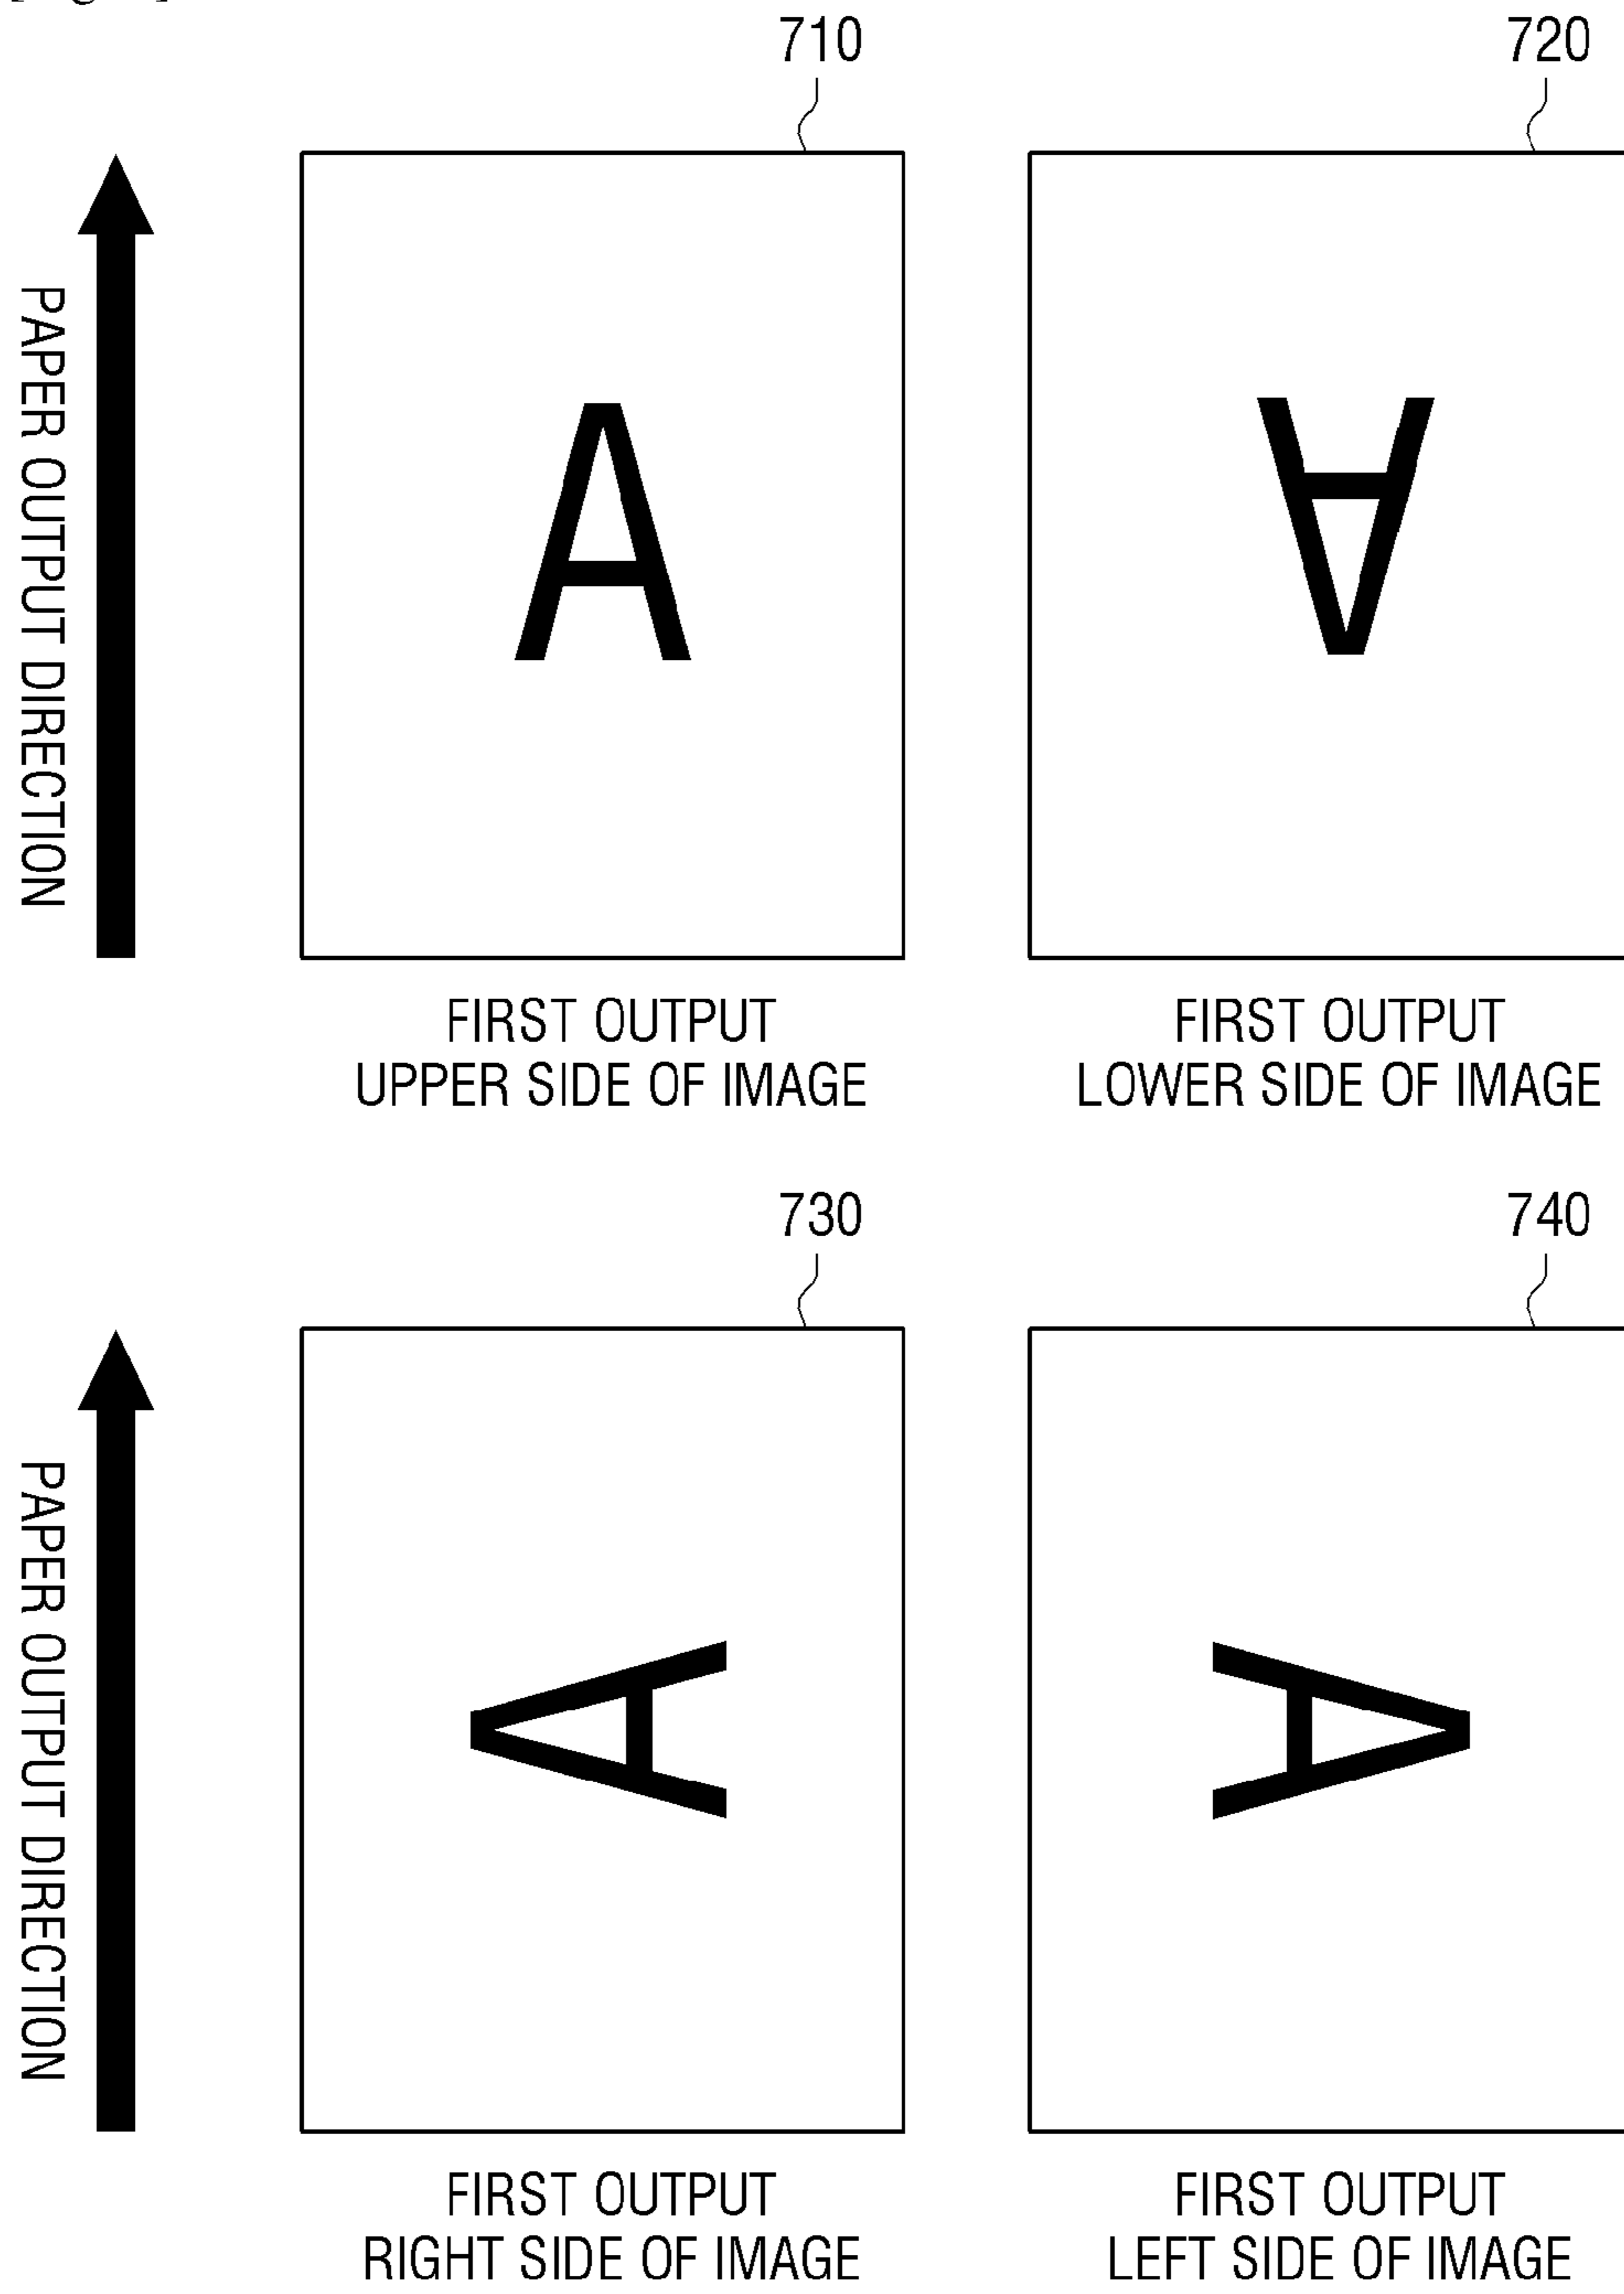 710
720
PAPER OUTPUT DIRECTION
A
A
FIRST OUTPUT
UPPER SIDE OF IMAGE
FIRST OUTPUT
LOWER SIDE OF IMAGE
730
740
PAPER OUTPUT DIRECTION
A
A
FIRST OUTPUT
RIGHT SIDE OF IMAGE
FIRST OUTPUT
LEFT SIDE OF IMAGE